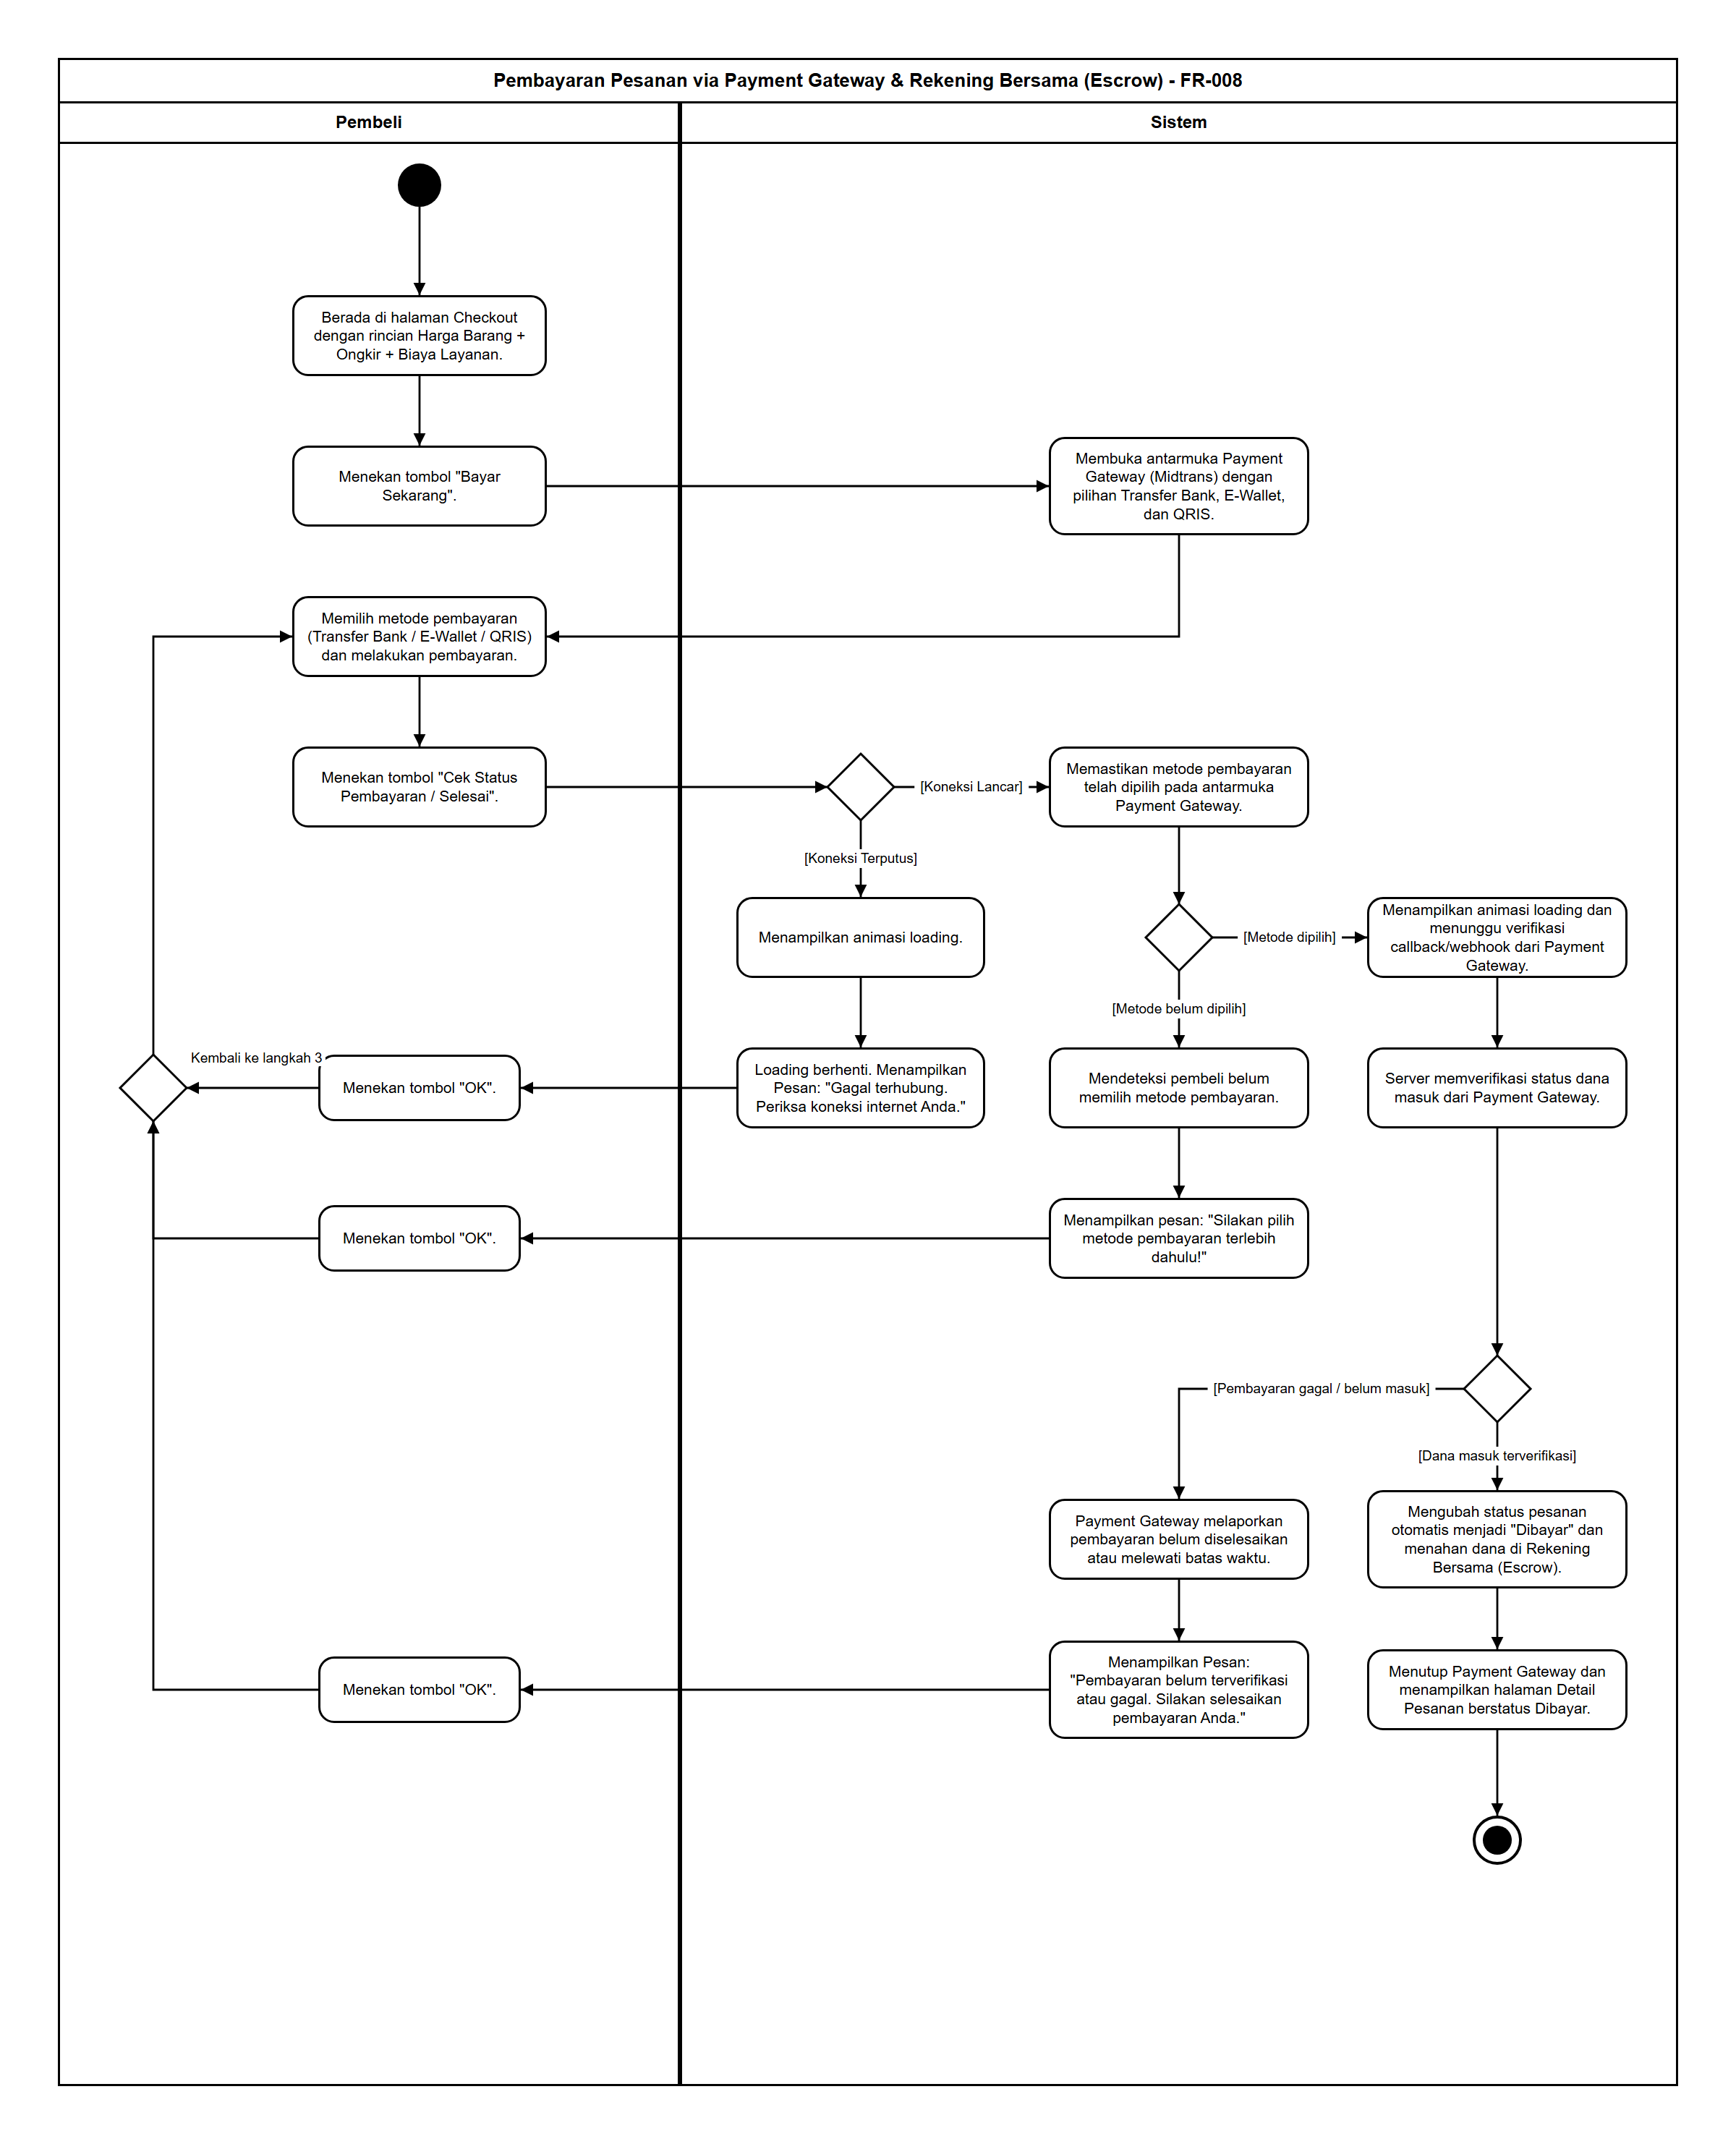 Pembayaran Pesanan via Payment Gateway & Rekening Bersama (Escrow) - FR-008
Pembeli
Sistem
Berada di halaman Checkout
dengan rincian Harga Barang +
Ongkir + Biaya Layanan.
Menekan tombol "Bayar
Sekarang".
Membuka antarmuka Payment
Gateway (Midtrans) dengan
pilihan Transfer Bank, E-Wallet,
dan QRIS.
Memilih metode pembayaran
(Transfer Bank / E-Wallet / QRIS)
dan melakukan pembayaran.
Menekan tombol "Cek Status
Pembayaran / Selesai".
[Koneksi Lancar]
Memastikan metode pembayaran
telah dipilih pada antarmuka
Payment Gateway.
[Koneksi Terputus]
Menampilkan animasi loading.
[Metode dipilih]
Menampilkan animasi loading dan
menunggu verifikasi
callback/webhook dari Payment
Gateway.
[Metode belum dipilih]
Kembali ke langkah 3
Menekan tombol "OK".
Loading berhenti. Menampilkan
Pesan: "Gagal terhubung.
Periksa koneksi internet Anda."
Mendeteksi pembeli belum
memilih metode pembayaran.
Server memverifikasi status dana
masuk dari Payment Gateway.
Menekan tombol "OK".
Menampilkan pesan: "Silakan pilih
metode pembayaran terlebih
dahulu!"
[Pembayaran gagal / belum masuk]
[Dana masuk terverifikasi]
Payment Gateway melaporkan
pembayaran belum diselesaikan
atau melewati batas waktu.
Mengubah status pesanan
otomatis menjadi "Dibayar" dan
menahan dana di Rekening
Bersama (Escrow).
Menekan tombol "OK".
Menampilkan Pesan:
"Pembayaran belum terverifikasi
atau gagal. Silakan selesaikan
pembayaran Anda."
Menutup Payment Gateway dan
menampilkan halaman Detail
Pesanan berstatus Dibayar.